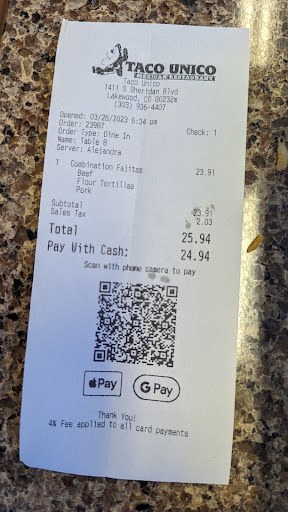 TACO UNICO
MEXICAN RESTAURANT
Taco Unico
1411 S Sheridan Blvd
Lakewood, CO 80232m
(303) 936-4407
Opened: 03/26/2023 5:34 pm
Order: 23987 Check: 1
Order Type: Dine In
Name: Table 8
Server: Alejandra
1 Combination Fajitas 23.91
Beef
Flour Tortillas
Pork
Subtotal 23.91
Sales Tax 2.03
Total 25.94
Pay With Cash: 24.94
Scan with phone camera to pay
Pay
G Pay
Thank You!
4% Fee applied to all card payments